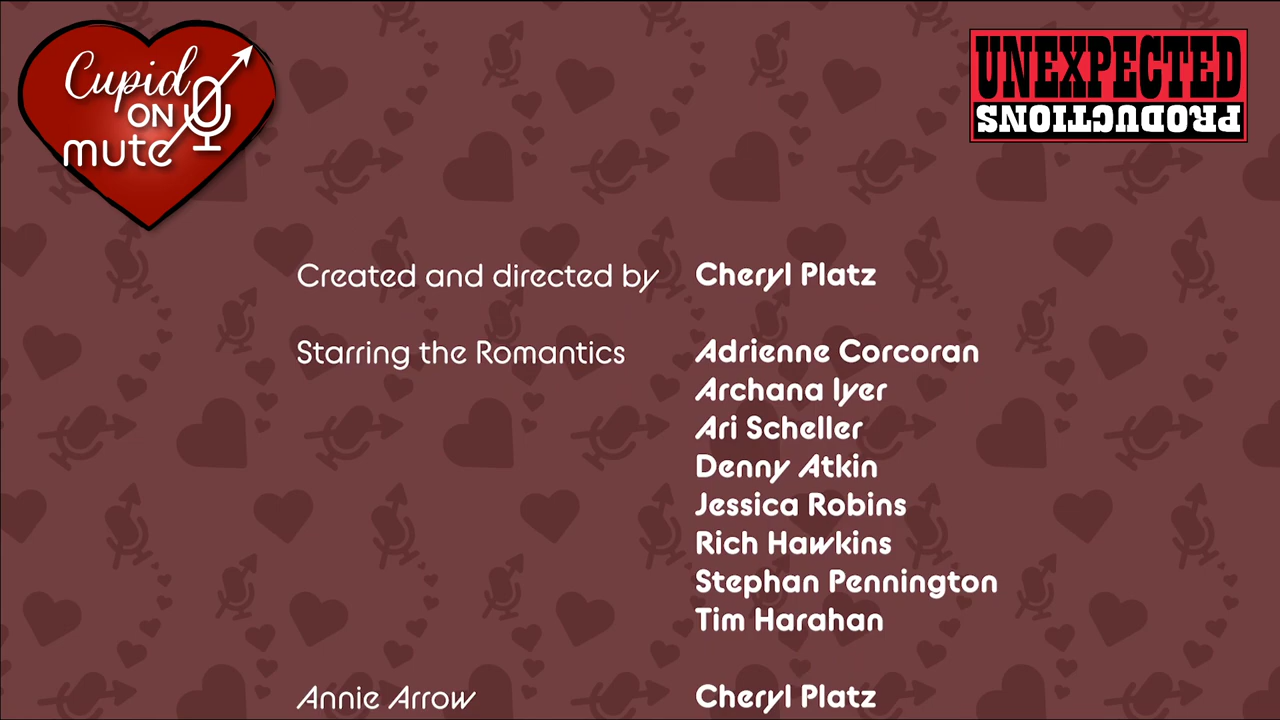 Cupid
ON
mute
UNEXPECTED
PRODUCTIONS
Created and directed by Cheryl Platz
Starring the Romantics Adrienne Corcoran
Archana Iyer
Ari Scheller
Denny Atkin
Jessica Robins
Rich Hawkins
Stephan Pennington
Tim Harahan
Annie Arrow Cheryl Platz